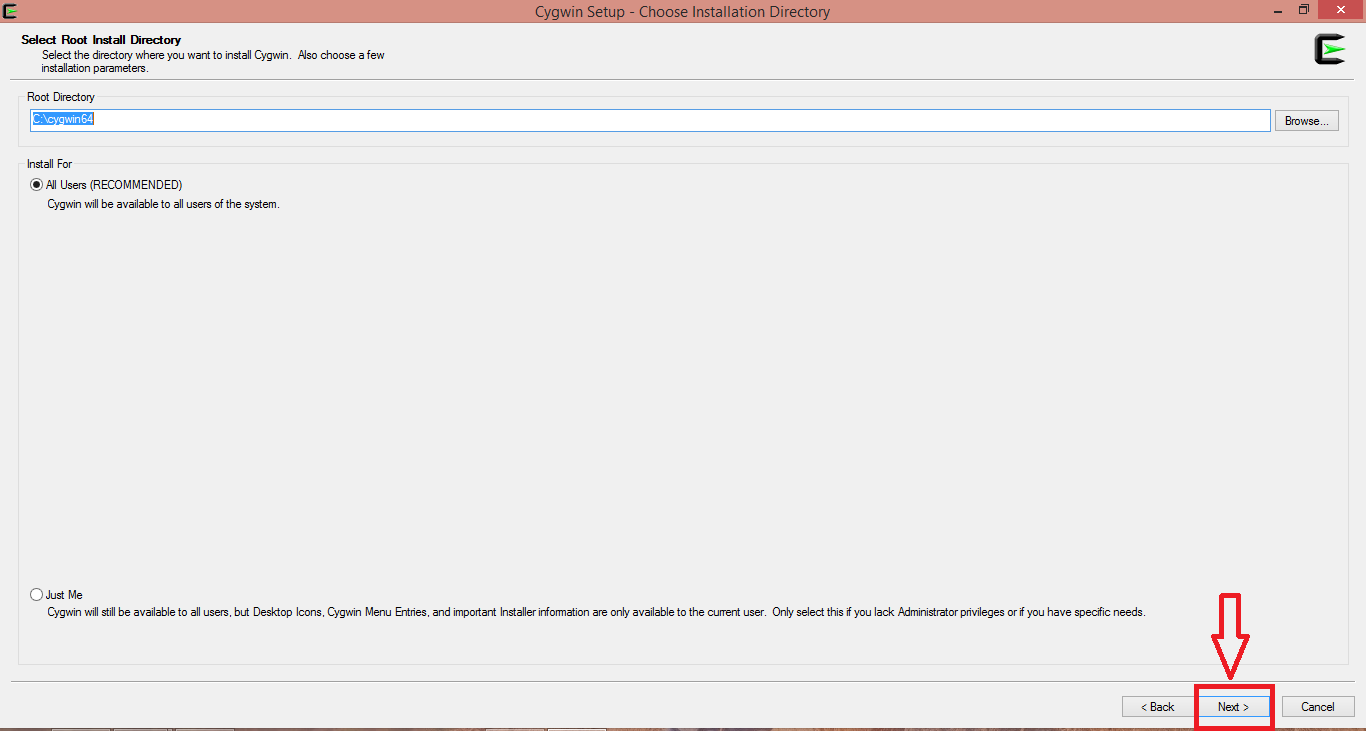 Cygwin Setup - Choose Installation Directory
Select Root Install Directory
Select the directory where you want to install Cygwin. Also choose a few
installation parameters.
Root Directory
C:\cygwin64
Browse...
Install For
All Users (RECOMMENDED)
Cygwin will be available to all users of the system.
Just Me
Cygwin will still be available to all users, but Desktop Icons, Cygwin Menu Entries, and important Installer information are only available to the current user. Only select this if you lack Administrator privileges or if you have specific needs.
< Back
Next >
Cancel